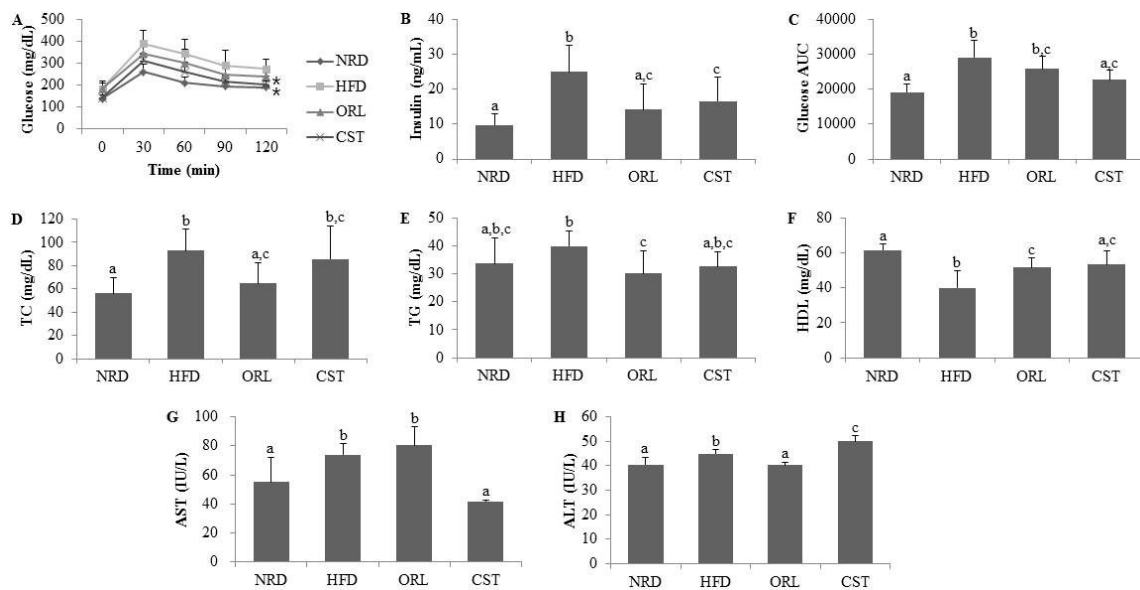 A
Glucose (mg/dL)
500
400
300
200
100
0
0 30 60 90 120
Time (min)
*
*
NRD
HFD
ORL
CST
B
Insulin (ng/mL)
40
30
20
10
0
a b a,c c
NRD HFD ORL CST
C
Glucose AUC
40000
30000
20000
10000
0
a b b,c a,c
NRD HFD ORL CST
D
TC (mg/dL)
120
100
80
60
40
20
0
a b a,c b,c
NRD HFD ORL CST
E
TG (mg/dL)
50
40
30
20
10
0
a,b,c b c a,b,c
NRD HFD ORL CST
F
HDL (mg/dL)
80
60
40
20
0
a b c a,c
NRD HFD ORL CST
G
AST (IU/L)
100
80
60
40
20
0
a b b a
NRD HFD ORL CST
H
ALT (IU/L)
60
50
40
30
20
10
0
a b a c
NRD HFD ORL CST